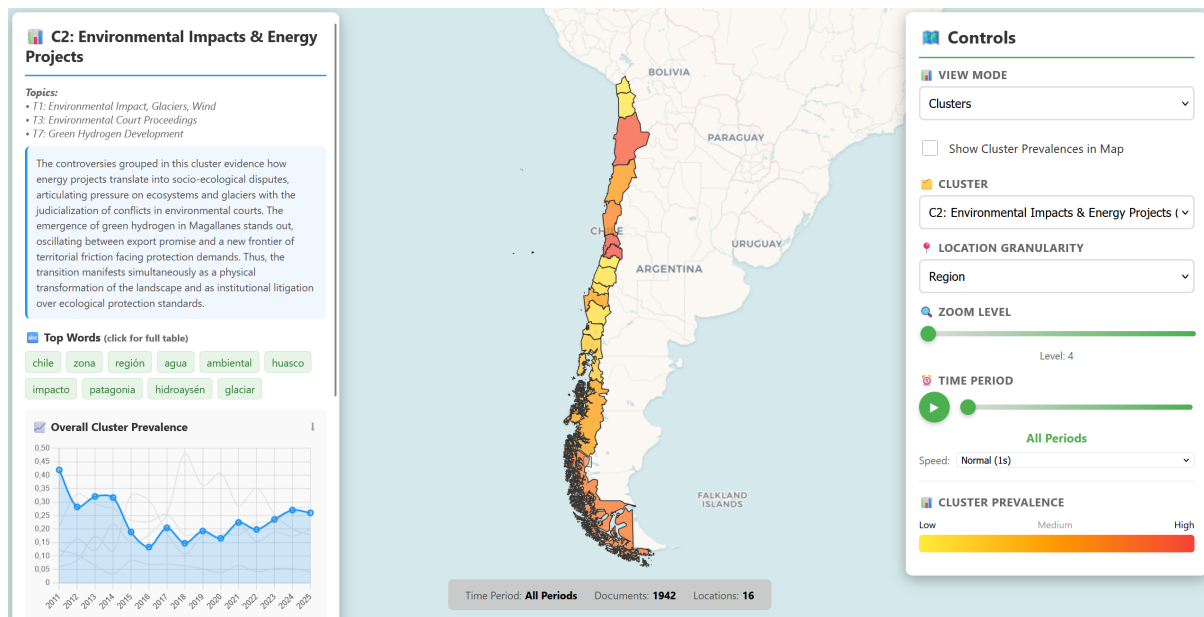 C2: Environmental Impacts & Energy
Projects
Topics:
• T1: Environmental Impact, Glaciers, Wind
• T3: Environmental Court Proceedings
• T7: Green Hydrogen Development
The controversies grouped in this cluster evidence how
energy projects translate into socio-ecological disputes,
articulating pressure on ecosystems and glaciers with the
judicialization of conflicts in environmental courts. The
emergence of green hydrogen in Magallanes stands out,
oscillating between export promise and a new frontier of
territorial friction facing protection demands. Thus, the
transition manifests simultaneously as a physical
transformation of the landscape and as institutional litigation
over ecological protection standards.
abc Top Words (click for full table)
chile zona región agua ambiental huasco
impacto patagonia hidroaysén glaciar
Overall Cluster Prevalence
0,50
0,45
0,40
0,35
0,30
0,25
0,20
0,15
0,10
0,05
0
2011 2012 2013 2014 2015 2016 2017 2018 2019 2020 2021 2022 2023 2024 2025
BOLIVIA
PARAGUAY
CHILE
URUGUAY
ARGENTINA
FALKLAND
ISLANDS
Time Period: All Periods Documents: 1942 Locations: 16
Controls
VIEW MODE
Clusters
Show Cluster Prevalences in Map
CLUSTER
C2: Environmental Impacts & Energy Projects (
LOCATION GRANULARITY
Region
ZOOM LEVEL
Level: 4
TIME PERIOD
All Periods
Speed: Normal (1s)
CLUSTER PREVALENCE
Low Medium High